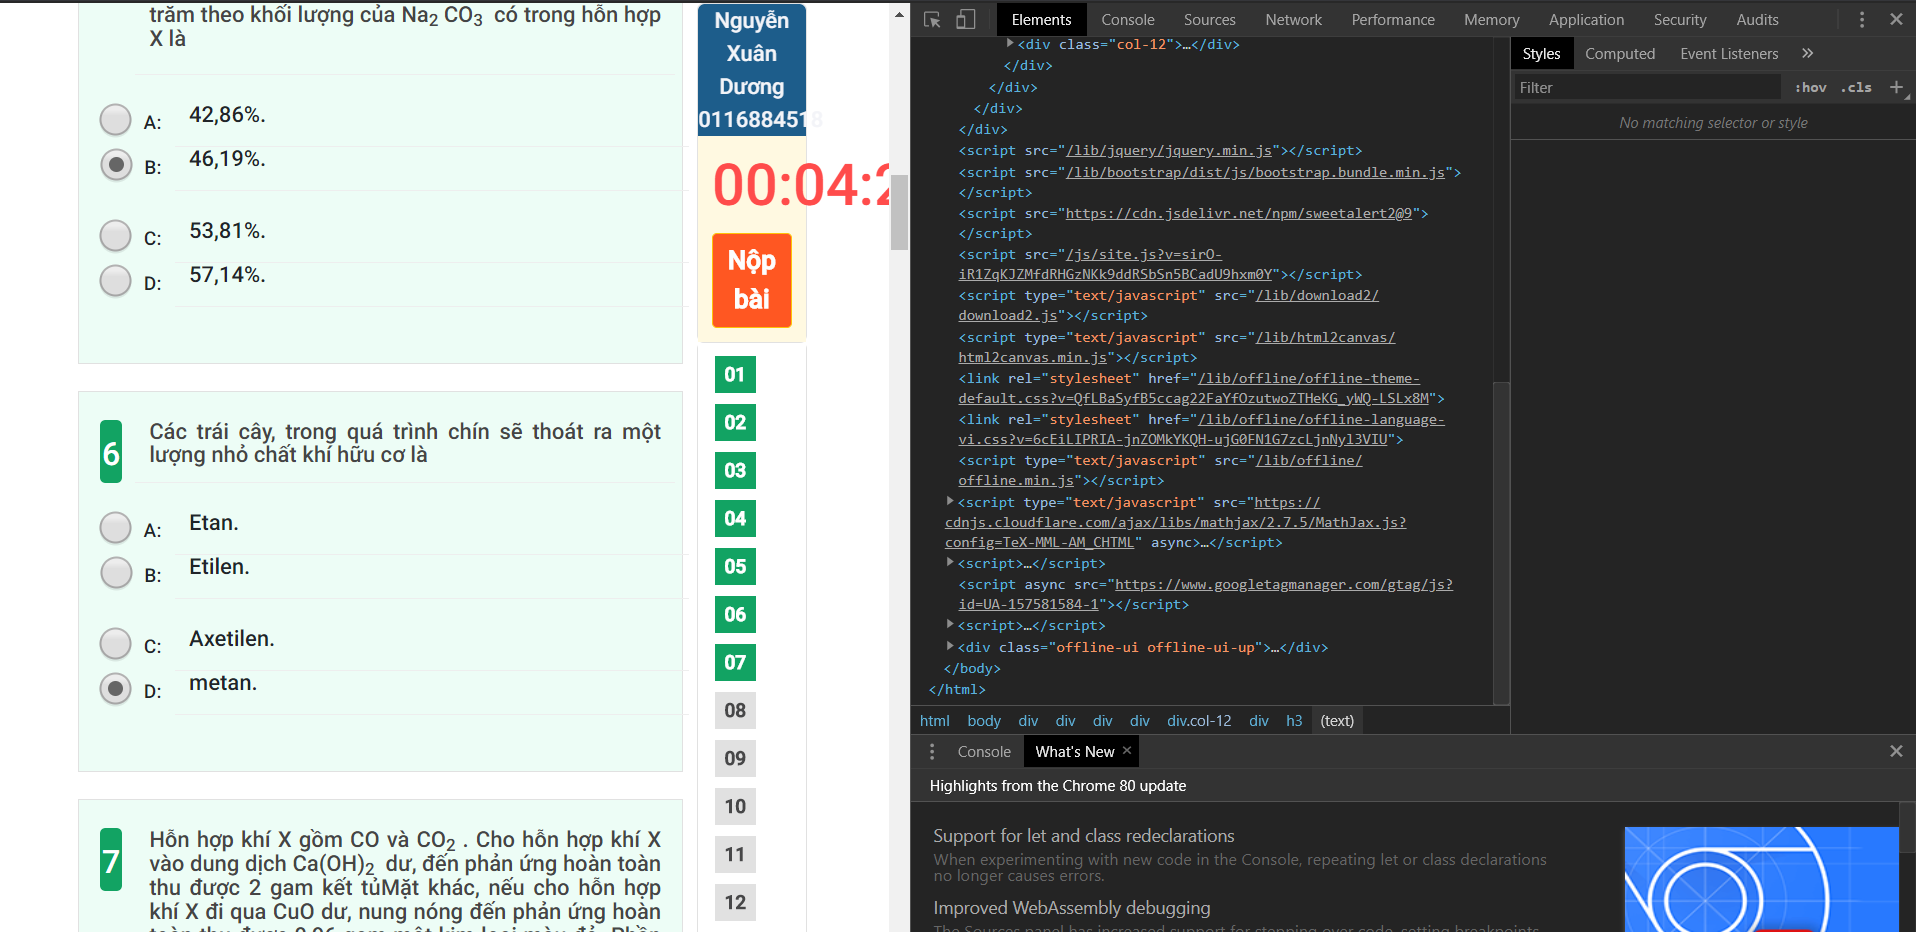 trăm theo khối lượng của Na2 CO3 có trong hỗn hợp
X là
A: 42,86%.
B: 46,19%.
C: 53,81%.
D: 57,14%.
6
Các trái cây, trong quá trình chín sẽ thoát ra một
lượng nhỏ chất khí hữu cơ là
A: Etan.
B: Etilen.
C: Axetilen.
D: metan.
7
Hỗn hợp khí X gồm CO và CO2 . Cho hỗn hợp khí X
vào dung dịch Ca(OH)2 dư, đến phản ứng hoàn toàn
thu được 2 gam kết tủMặt khác, nếu cho hỗn hợp
khí X đi qua CuO dư, nung nóng đến phản ứng hoàn
Nguyễn
Xuân
Dương
0116884518
00:04:2
Nộp
bài
01
02
03
04
05
06
07
08
09
10
11
12
Elements Console Sources Network Performance Memory Application Security Audits
<div class="col-12">…</div>
</div>
</div>
</div>
</div>
<script src="/lib/jquery/jquery.min.js"></script>
<script src="/lib/bootstrap/dist/js/bootstrap.bundle.min.js">
</script>
<script src="https://cdn.jsdelivr.net/npm/sweetalert2@9">
</script>
<script src="/js/site.js?v=sirO-
iR1ZqKJZMfdRHGzNKk9ddRSbSn5BCadU9hxm0Y"></script>
<script type="text/javascript" src="/lib/download2/
download2.js"></script>
<script type="text/javascript" src="/lib/html2canvas/
html2canvas.min.js"></script>
<link rel="stylesheet" href="/lib/offline/offline-theme-
default.css?v=QfLBaSyfB5ccag22FaYfOzutwoZTHeKG_yWQ-LSLx8M">
<link rel="stylesheet" href="/lib/offline/offline-language-
vi.css?v=6cEiLIPRIA-jnZOMkYKQH-ujG0FN1G7zcLjnNyl3VIU">
<script type="text/javascript" src="/lib/offline/
offline.min.js"></script>
<script type="text/javascript" src="https://
cdnjs.cloudflare.com/ajax/libs/mathjax/2.7.5/MathJax.js?
config=TeX-MML-AM_CHTML" async>…</script>
<script>…</script>
<script async src="https://www.googletagmanager.com/gtag/js?
id=UA-157581584-1"></script>
<script>…</script>
<div class="offline-ui offline-ui-up">…</div>
</body>
</html>
html body div div div div div.col-12 div h3 (text)
Styles Computed Event Listeners »
Filter :hov .cls +
No matching selector or style
Console What's New ×
Highlights from the Chrome 80 update
Support for let and class redeclarations
When experimenting with new code in the Console, repeating let or class declarations
no longer causes errors.
Improved WebAssembly debugging